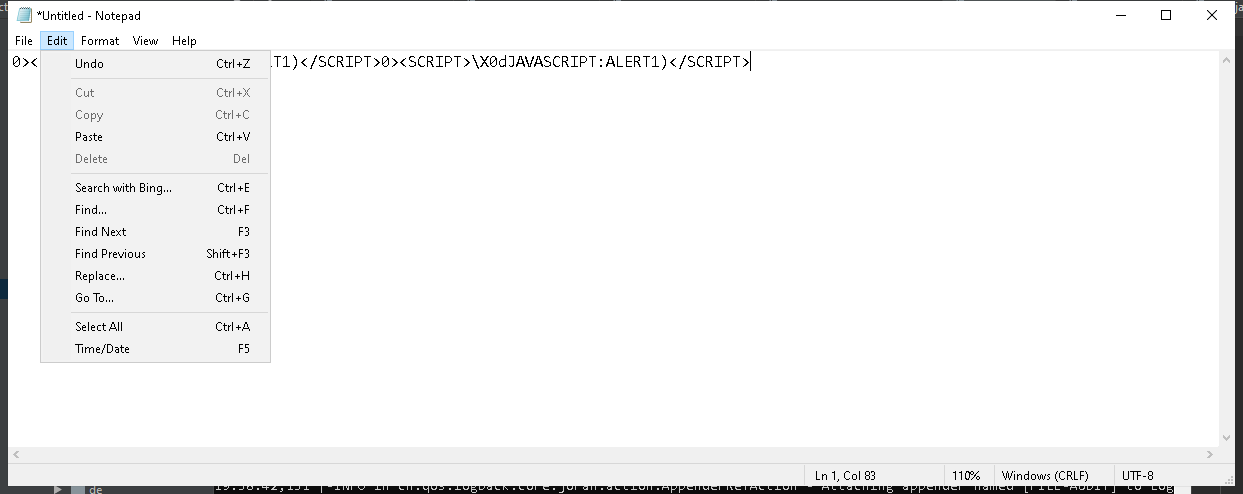 *Untitled - Notepad
File Edit Format View Help
0>< T1)</SCRIPT>0><SCRIPT>\X0dJAVASCRIPT:ALERT1)</SCRIPT>
Undo Ctrl+Z
Cut Ctrl+X
Copy Ctrl+C
Paste Ctrl+V
Delete Del
Search with Bing... Ctrl+E
Find... Ctrl+F
Find Next F3
Find Previous Shift+F3
Replace... Ctrl+H
Go To... Ctrl+G
Select All Ctrl+A
Time/Date F5
Ln 1, Col 83 110% Windows (CRLF) UTF-8
de